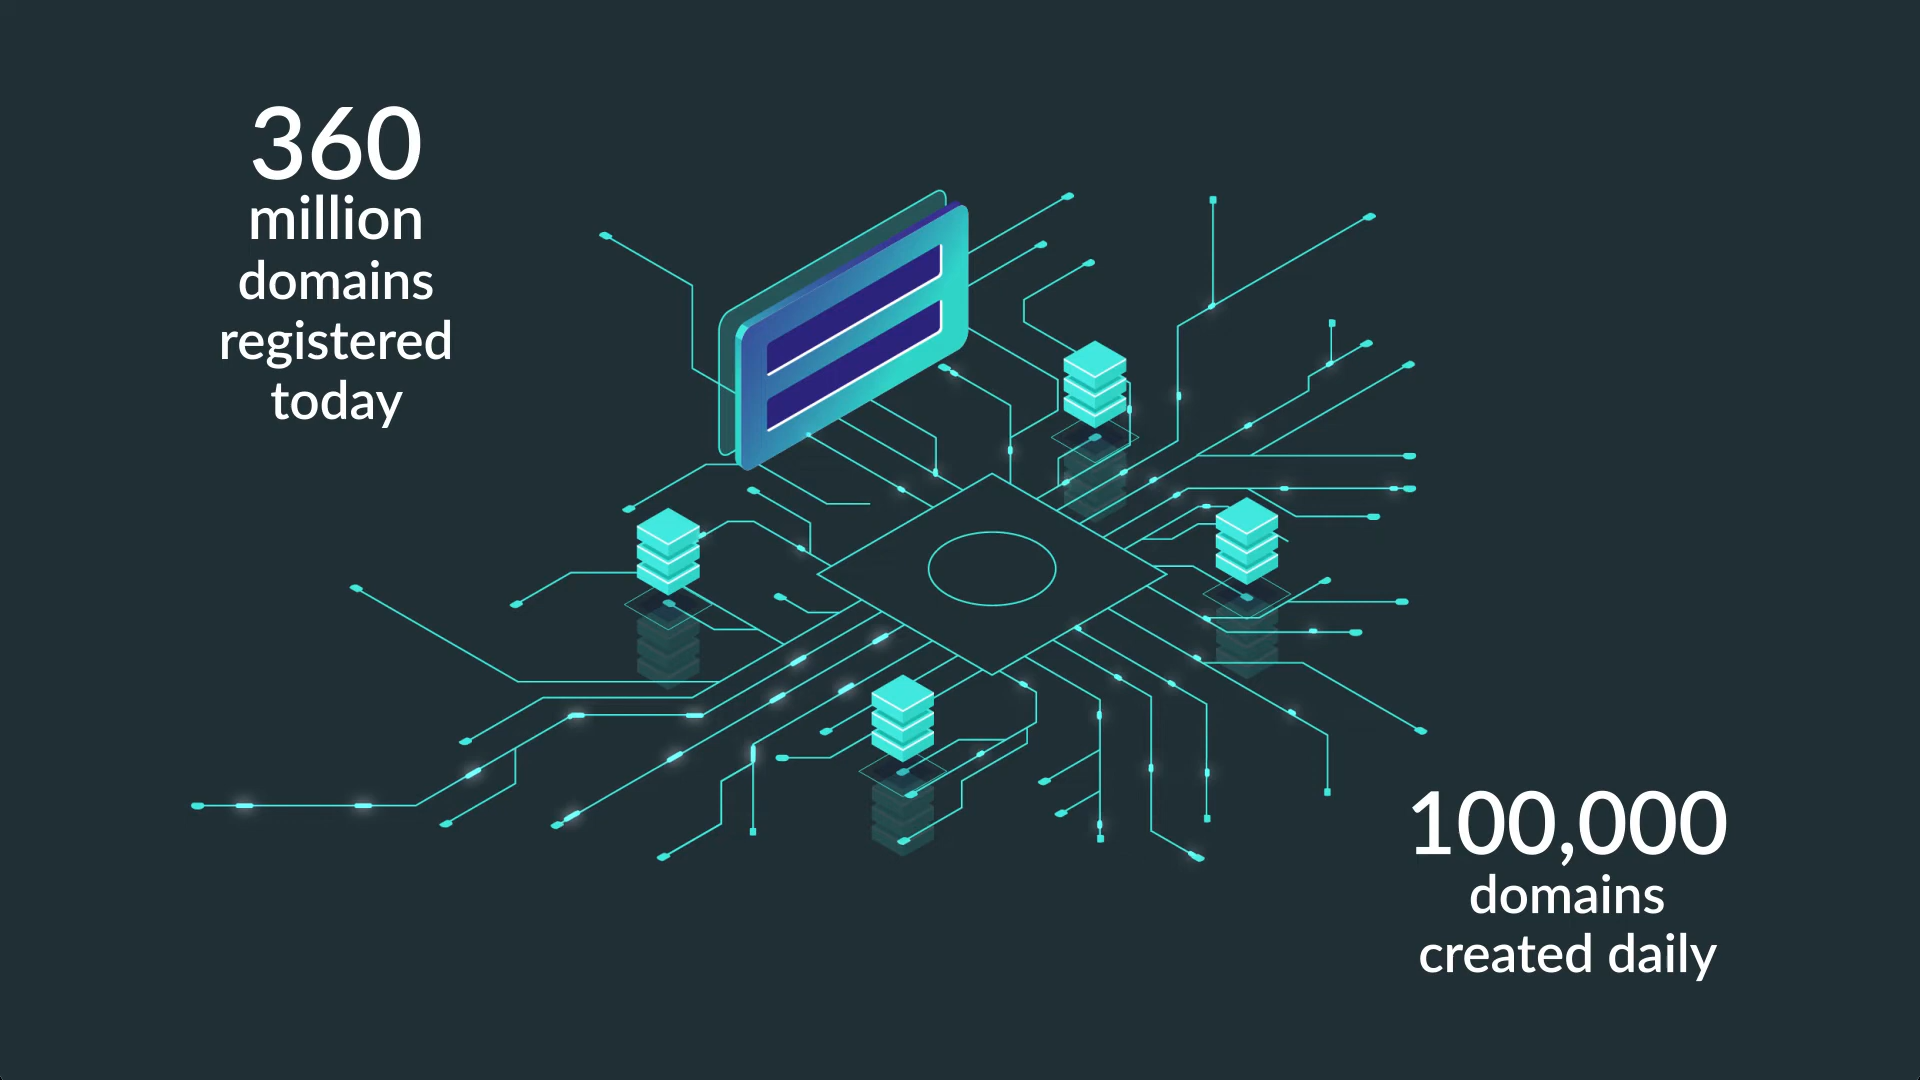 360
million
domains
registered
today
100,000
domains
created daily